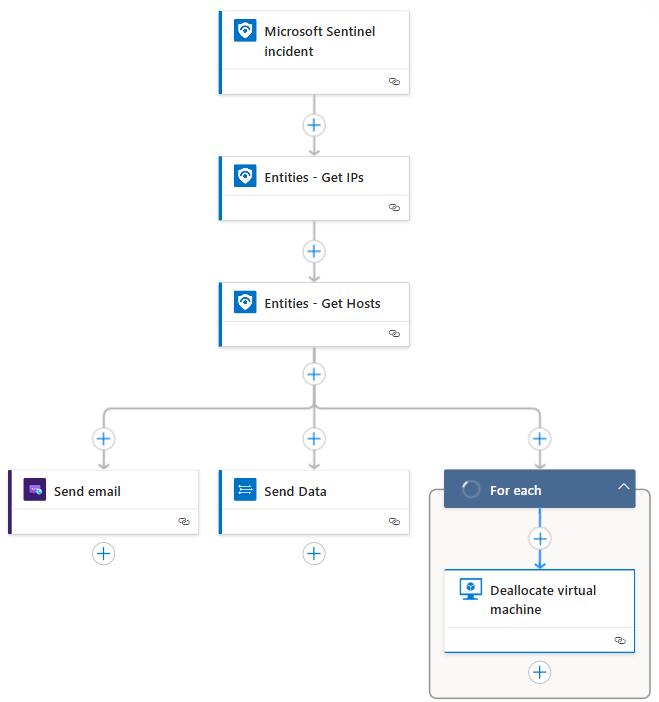 Microsoft Sentinel
incident
Entities - Get IPs
Entities - Get Hosts
Send email
Send Data
For each
Deallocate virtual
machine